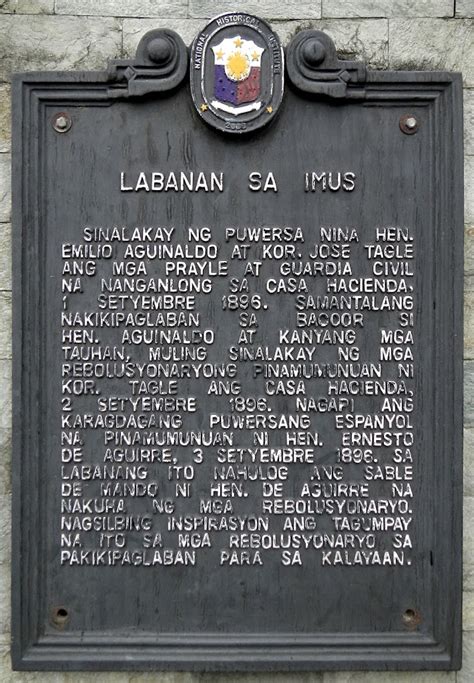 NATIONAL HISTORICAL INSTITUTE
LABANAN SA IMUS
SINALAKAY NG PUWERSA NINA HEN.
EMILIO AGUINALDO AT KOR. JOSE TAGLE
ANG MGA PRAYLE AT GUARDIA CIVIL
NA NANGANLONG SA CASA HACIENDA,
1 SETYEMBRE 1896. SAMANTALANG
NAKIKIPAGLABAN SA BACOOR SI
HEN. AGUINALDO AT KANYANG MGA
TAUHAN, MULING SINALAKAY NG MGA
REBOLUSYONARYONG PINAMUMUNUAN NI
KOR. TAGLE ANG CASA HACIENDA,
2 SETYEMBRE 1896. NAGAPI ANG
KARAGDAGANG PUWERSANG ESPANYOL
NA PINAMUMUNUAN NI HEN. ERNESTO
DE AGUIRRE, 3 SETYEMBRE 1896. SA
LABANANG ITO NAHULOG ANG SABLE
DE MANDO NI HEN. DE AGUIRRE NA
NAKUHA NG MGA REBOLUSYONARYO.
NAGSILBING INSPIRASYON ANG TAGUMPAY
NA ITO SA MGA REBOLUSYONARYO SA
PAKIKIPAGLABAN PARA SA KALAYAAN.